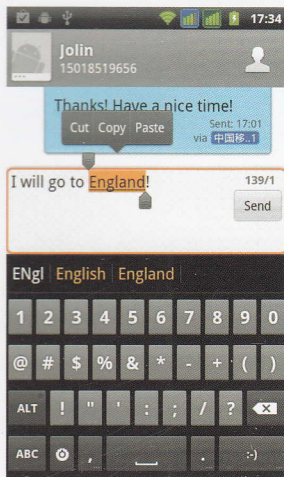 17:34
Jolin
15018519656
Thanks! Have a nice time!
Cut Copy Paste
Sent: 17:01
via 中国移..1
I will go to England!
139/1
Send
ENgl English England
1 2 3 4 5 6 7 8 9 0
@ # $ % & * - + ( )
ALT ! " ' : ; / ?
ABC , . :-)